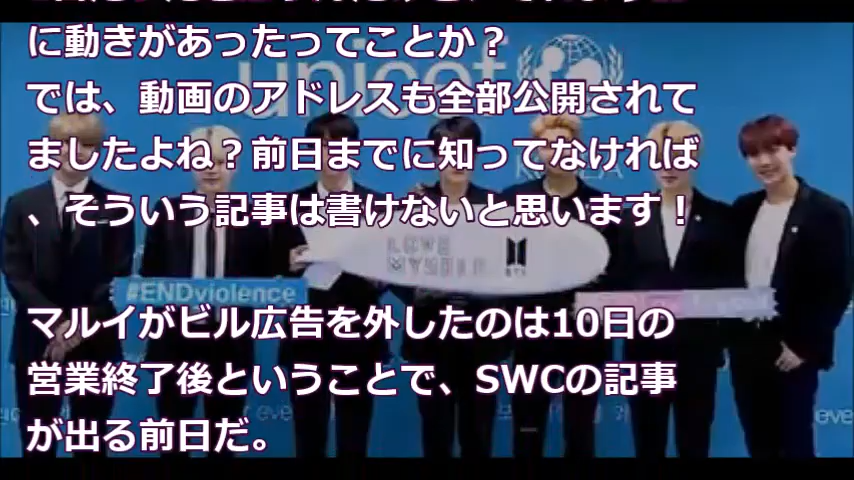 に動きがあったってことか？
unicef
では、動画のアドレスも全部公開されて
ましたよね？前日までに知ってなければ
、そういう記事は書けないと思います！
LOVE
MYSELF
BTS
#ENDviolence
マルイがビル広告を外したのは10日の
営業終了後ということで、SWCの記事
が出る前日だ。